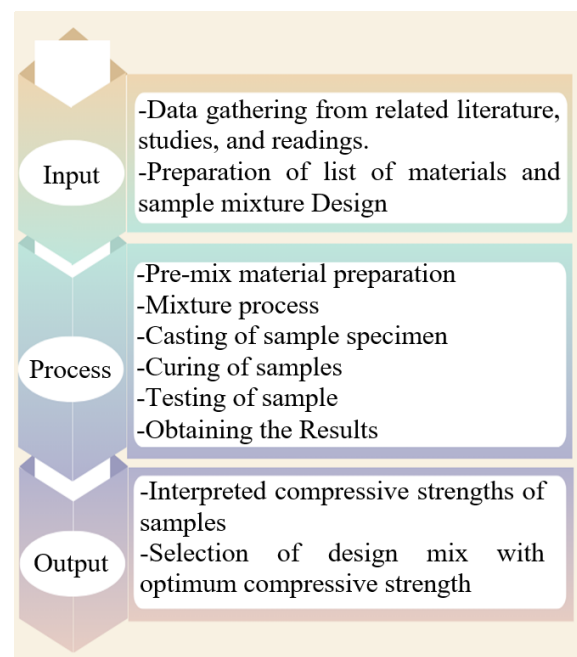 Input
-Data gathering from related literature,
studies, and readings.
-Preparation of list of materials and
sample mixture Design
Process
-Pre-mix material preparation
-Mixture process
-Casting of sample specimen
-Curing of samples
-Testing of sample
-Obtaining the Results
Output
-Interpreted compressive strengths of
samples
-Selection of design mix with
optimum compressive strength